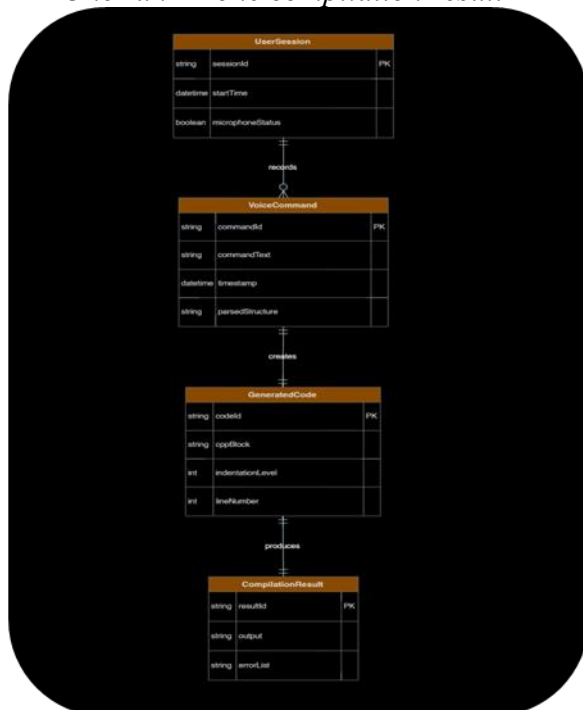 UserSession
string sessionId PK
datetime startTime
boolean microphoneStatus
records
VoiceCommand
string commandId PK
string commandText
datetime timestamp
string parsedStructure
creates
GeneratedCode
string codeId PK
string cppBlock
int indentationLevel
int lineNumber
produces
CompilationResult
string resultId PK
string output
string errorList